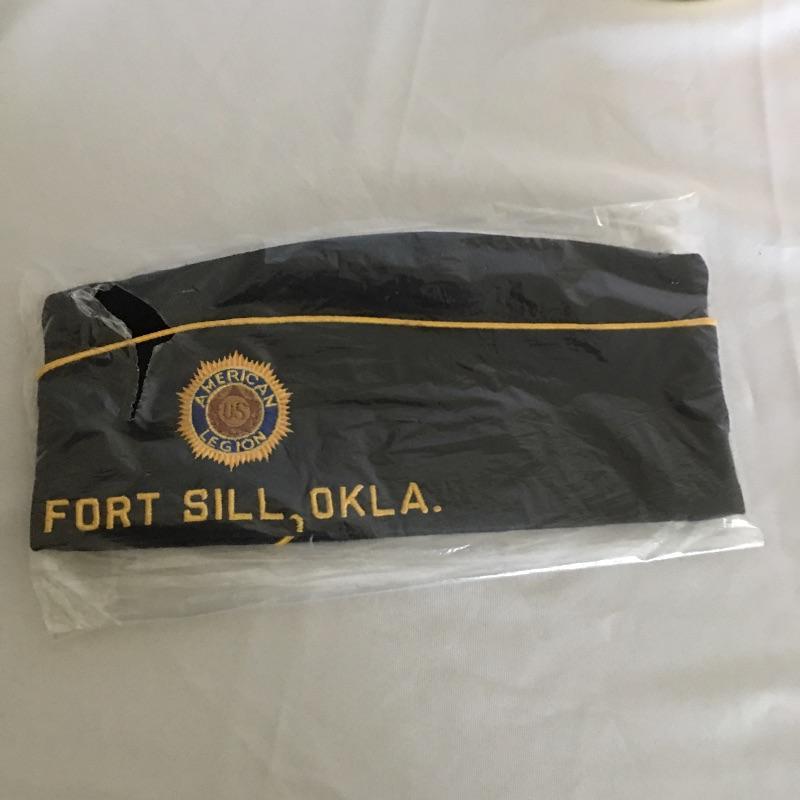 AMERICAN
US
LEGION
FORT SILL, OKLA.